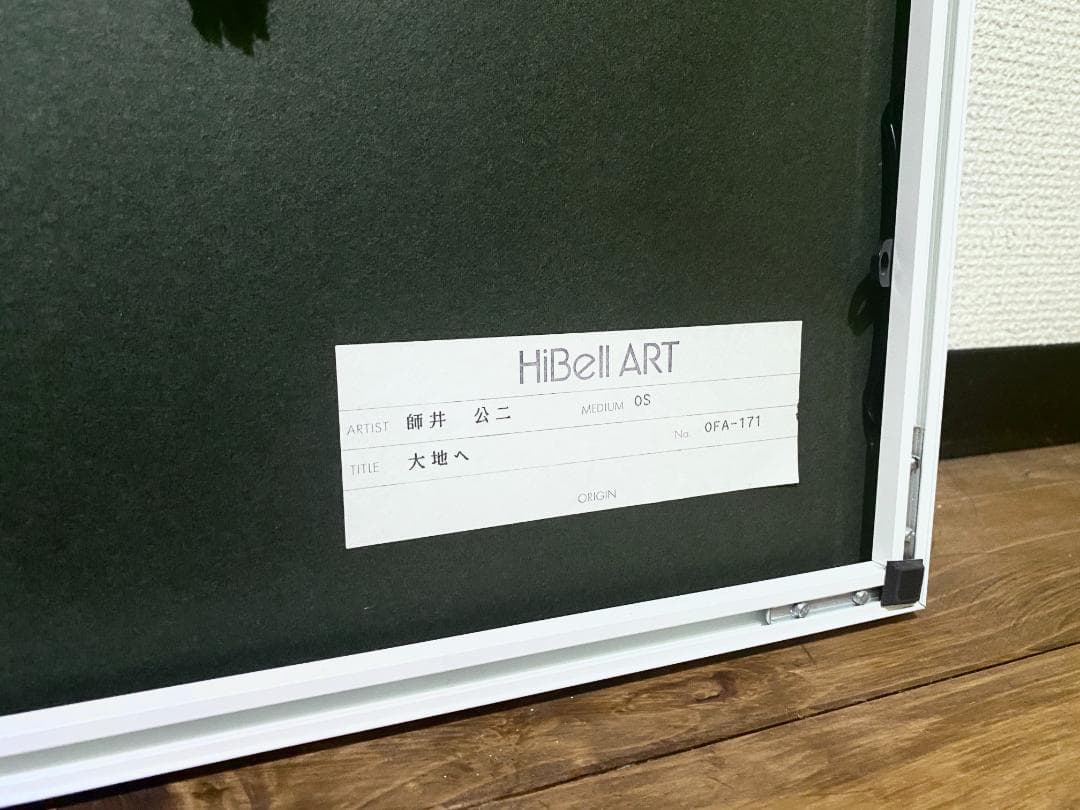 HiBell ART
ARTIST 師井 公二 MEDIUM OS
TITLE 大地へ No. OFA-171
ORIGIN